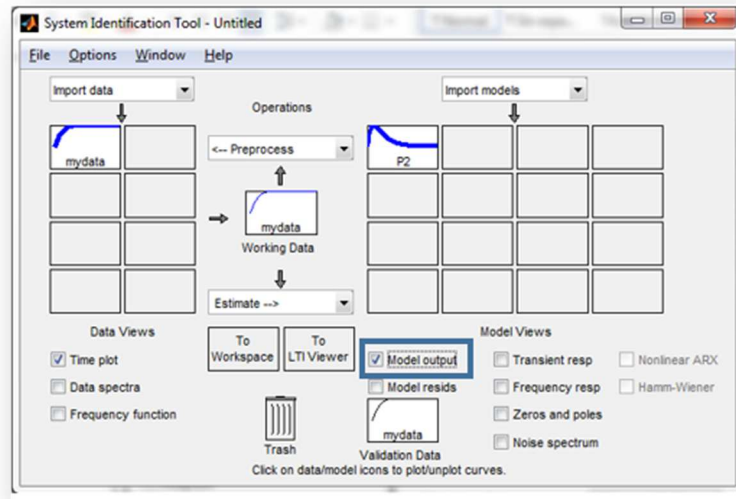 System Identification Tool - Untitled
File Options Window Help
Import data
Operations
Import models
mydata
<-- Preprocess
P2
mydata
Working Data
Estimate -->
Data Views
To Workspace
To LTI Viewer
Model Views
Time plot
Model output
Transient resp
Nonlinear ARX
Data spectra
Model resids
Frequency resp
Hamm-Wiener
Frequency function
Zeros and poles
mydata
Noise spectrum
Trash
Validation Data
Click on data/model icons to plot/unplot curves.